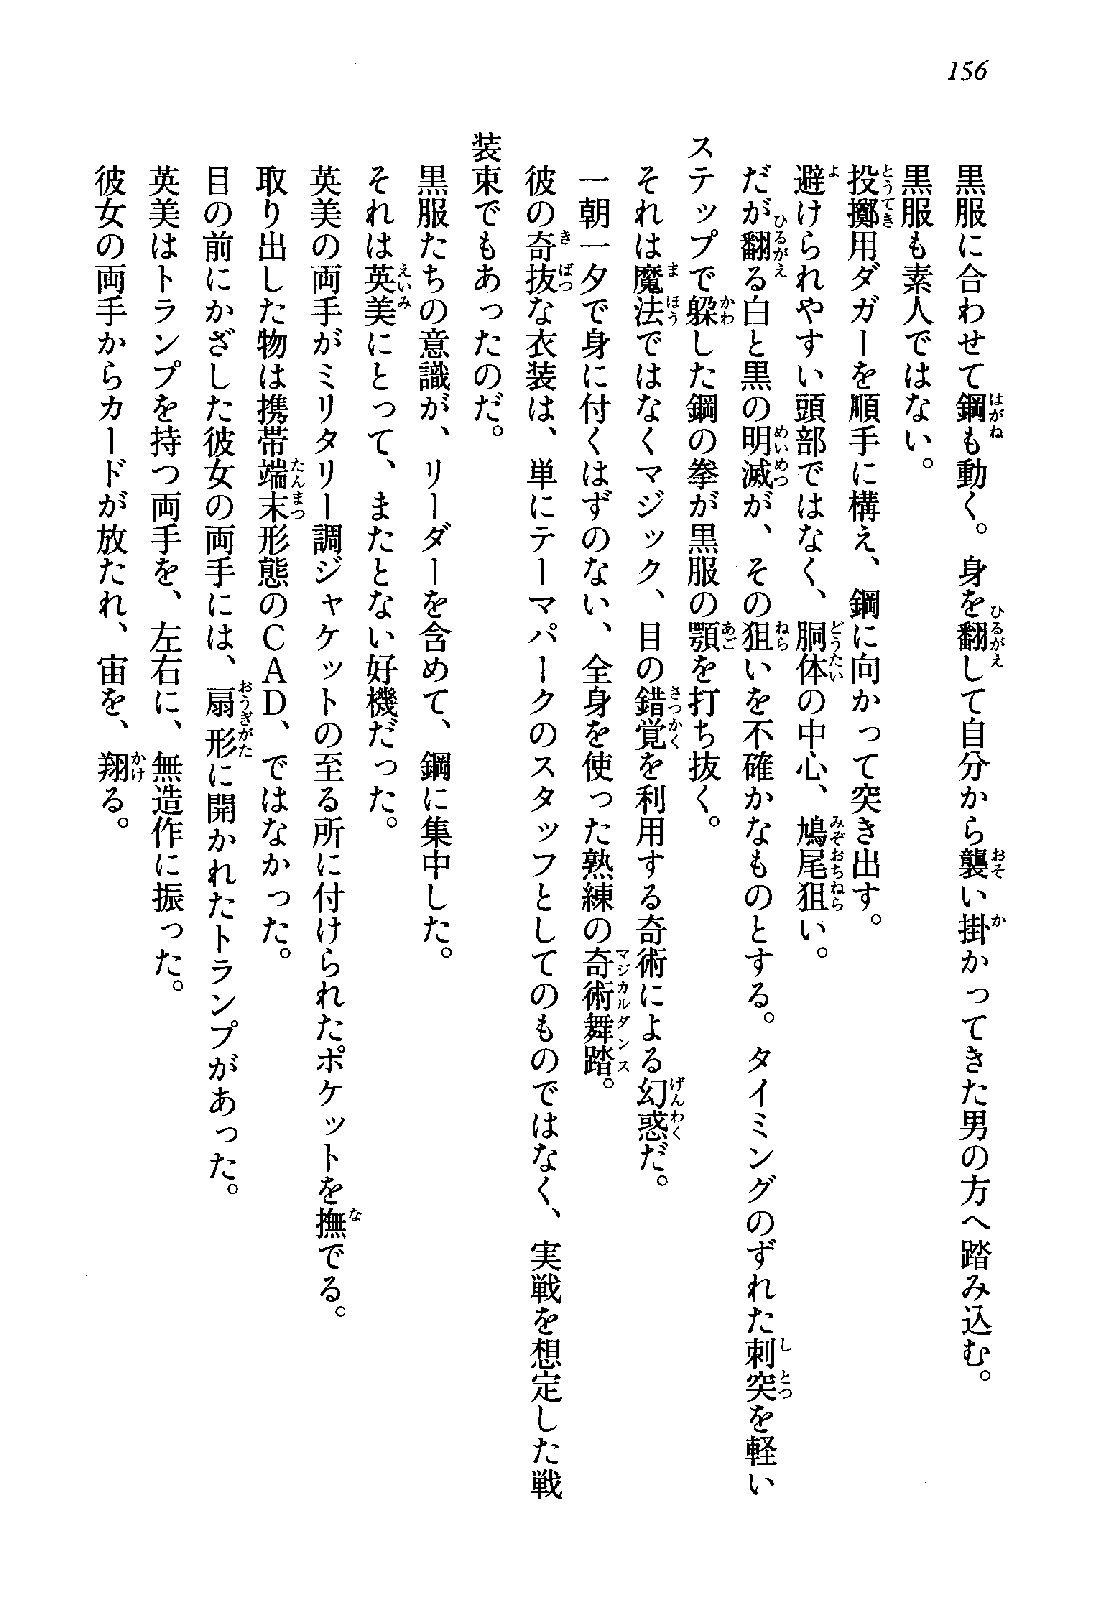 156
黒服に合わせて鋼も動く。身を翻して自分から襲い掛かってきた男の方へ踏み込む。
黒服も素人ではない。
投擲用ダガーを順手に構え、鋼に向かって突き出す。
避けられやすい頭部ではなく、胴体の中心、鳩尾狙い。
だが翻る白と黒の明滅が、その狙いを不確かなものとする。タイミングのずれた刺突を軽い
ステップで躱した鋼の拳が黒服の顎を打ち抜く。
それは魔法ではなくマジック、目の錯覚を利用する奇術による幻惑だ。
一朝一夕で身に付くはずのない、全身を使った熟練の奇術舞踏。
彼の奇抜な衣装は、単にテーマパークのスタッフとしてのものではなく、実戦を想定した戦
装束でもあったのだ。
黒服たちの意識が、リーダーを含めて、鋼に集中した。
それは英美にとって、またとない好機だった。
英美の両手がミリタリー調ジャケットの至る所に付けられたポケットを撫でる。
取り出した物は携帯端末形態のCAD、ではなかった。
目の前にかざした彼女の両手には、扇形に開かれたトランプがあった。
英美はトランプを持つ両手を、左右に、無造作に振った。
彼女の両手からカードが放たれ、宙を、翔る。